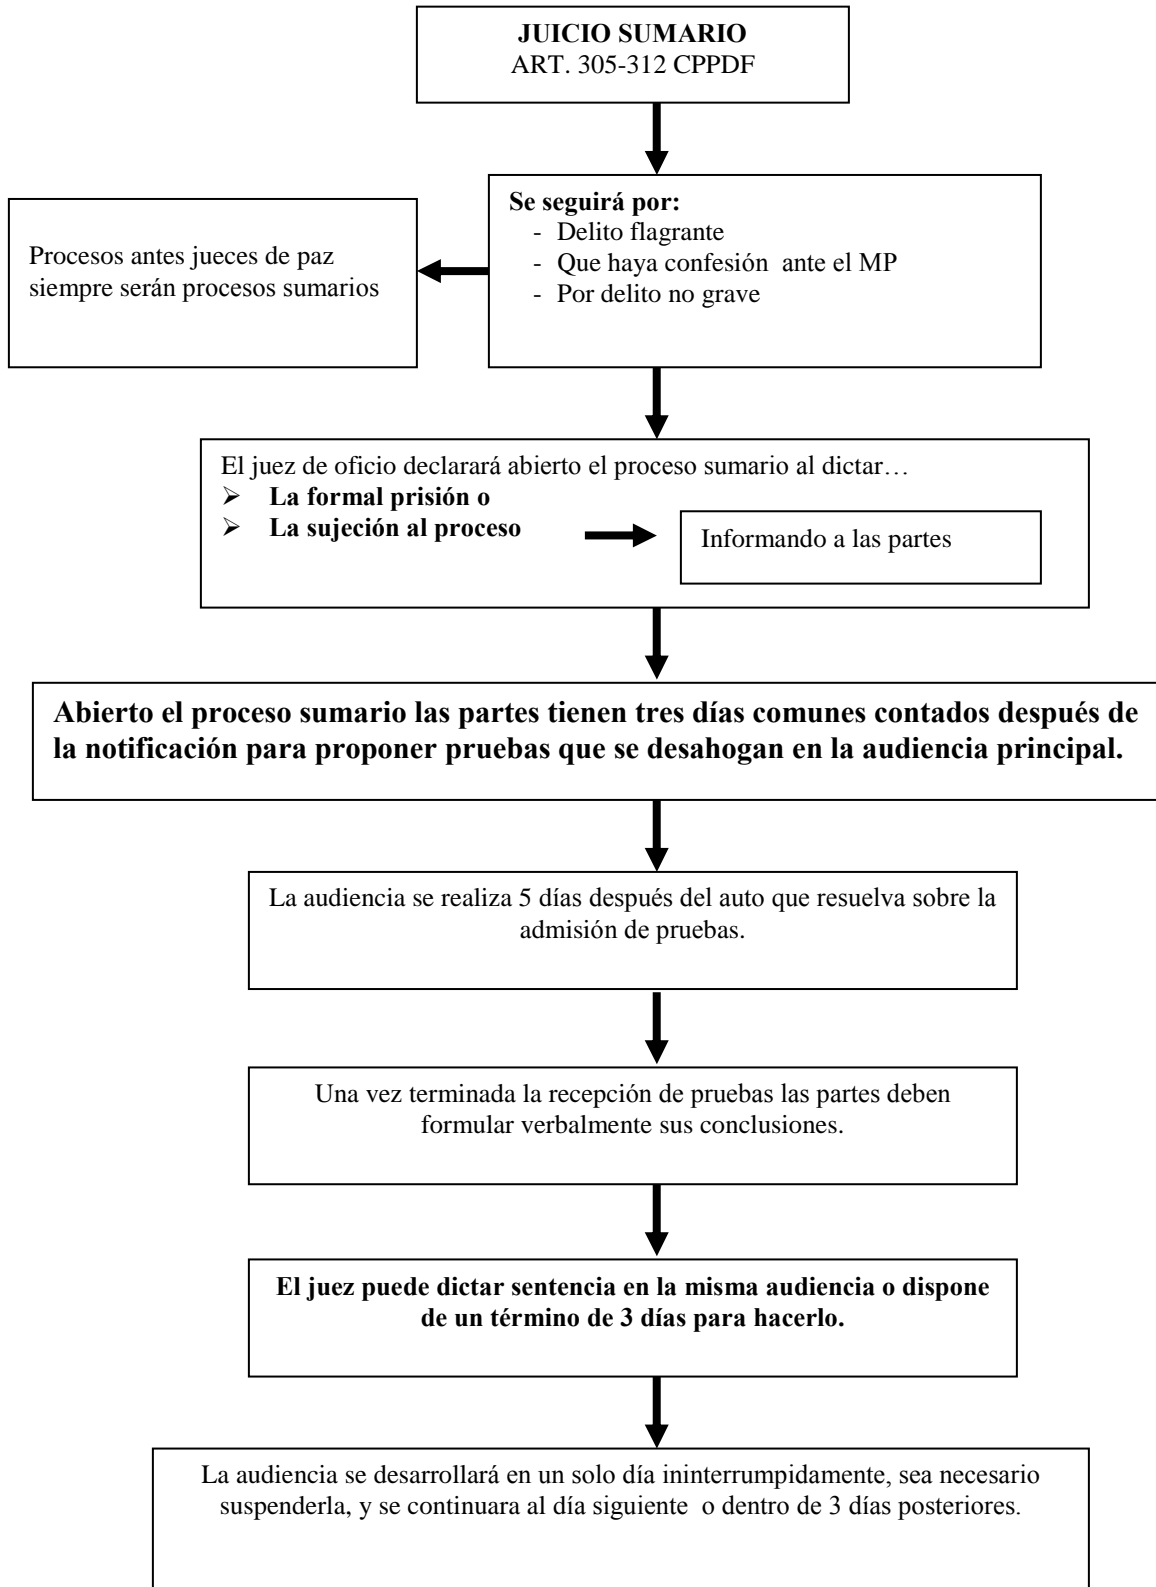 JUICIO SUMARIO
ART. 305-312 CPPDF
Se seguirá por:
- Delito flagrante
- Que haya confesión ante el MP
- Por delito no grave
Procesos antes jueces de paz
siempre serán procesos sumarios
El juez de oficio declarará abierto el proceso sumario al dictar…
➢ La formal prisión o
➢ La sujeción al proceso
Informando a las partes
Abierto el proceso sumario las partes tienen tres días comunes contados después de
la notificación para proponer pruebas que se desahogan en la audiencia principal.
La audiencia se realiza 5 días después del auto que resuelva sobre la
admisión de pruebas.
Una vez terminada la recepción de pruebas las partes deben
formular verbalmente sus conclusiones.
El juez puede dictar sentencia en la misma audiencia o dispone
de un término de 3 días para hacerlo.
La audiencia se desarrollará en un solo día ininterrumpidamente, sea necesario
suspenderla, y se continuara al día siguiente o dentro de 3 días posteriores.